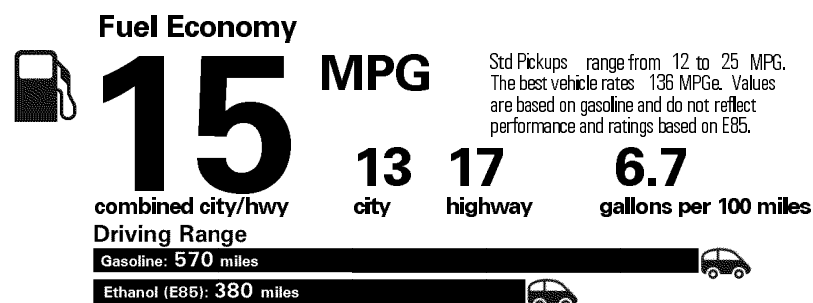 Fuel Economy
15 MPG
Std Pickups range from 12 to 25 MPG.
The best vehicle rates 136 MPGe. Values
are based on gasoline and do not reflect
performance and ratings based on E85.
13 17 6.7
combined city/hwy city highway gallons per 100 miles
Driving Range
Gasoline: 570 miles
Ethanol (E85): 380 miles